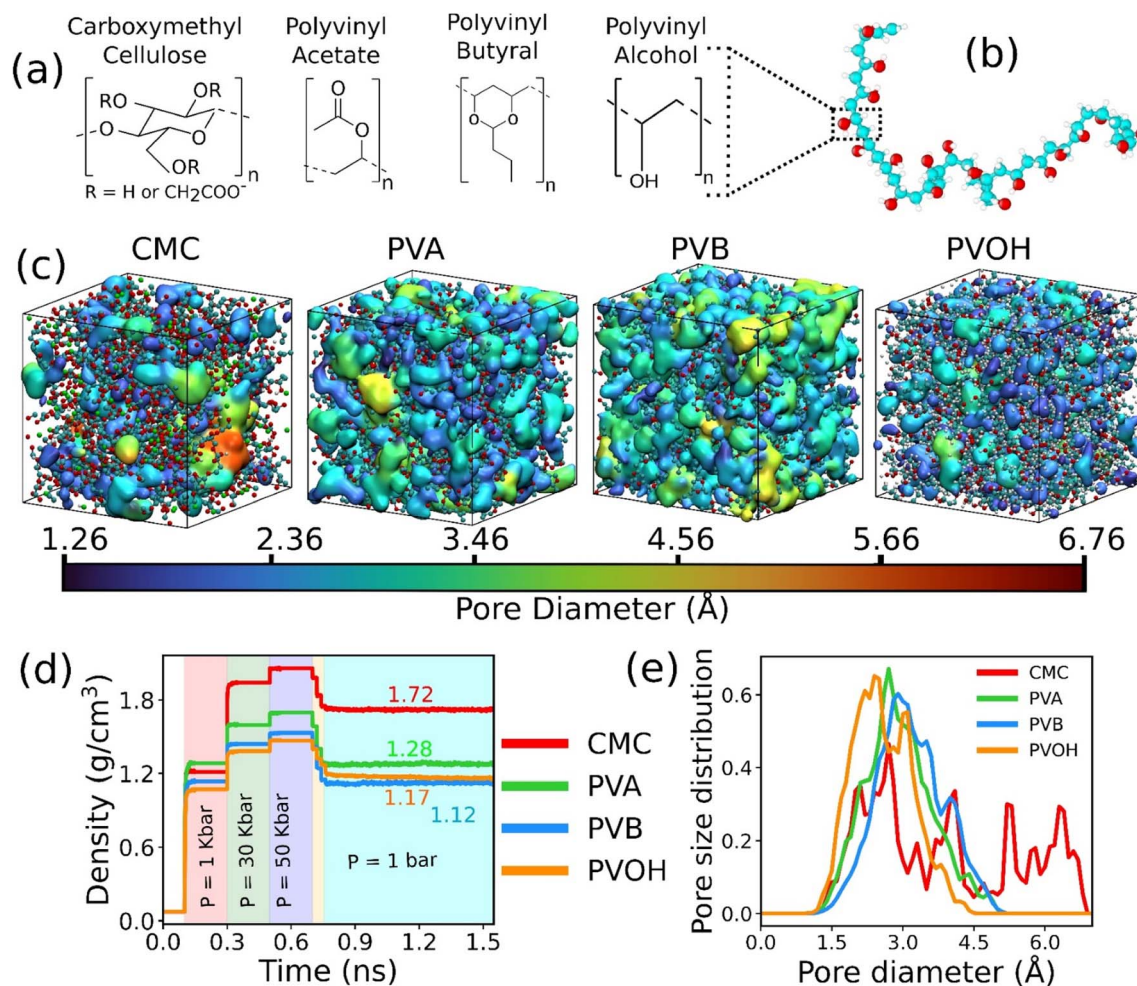 (a)
Carboxymethyl
Cellulose
Polyvinyl
Acetate
Polyvinyl
Butyral
Polyvinyl
Alcohol
(b)
RO
OR
O
O
OR
n
R = H or CH₂COO⁻
O
O
n
O
O
n
OH
n
(c)
CMC
PVA
PVB
PVOH
1.26
2.36
3.46
4.56
5.66
6.76
Pore Diameter (Å)
(d)
Density (g/cm³)
1.8
1.2
0.6
0.0
P = 1 Kbar
P = 30 Kbar
P = 50 Kbar
P = 1 bar
1.72
1.28
1.17
1.12
0.0
0.3
0.6
0.9
1.2
1.5
Time (ns)
CMC
PVA
PVB
PVOH
(e)
Pore size distribution
0.6
0.4
0.2
0.0
CMC
PVA
PVB
PVOH
0.0
1.5
3.0
4.5
6.0
Pore diameter (Å)